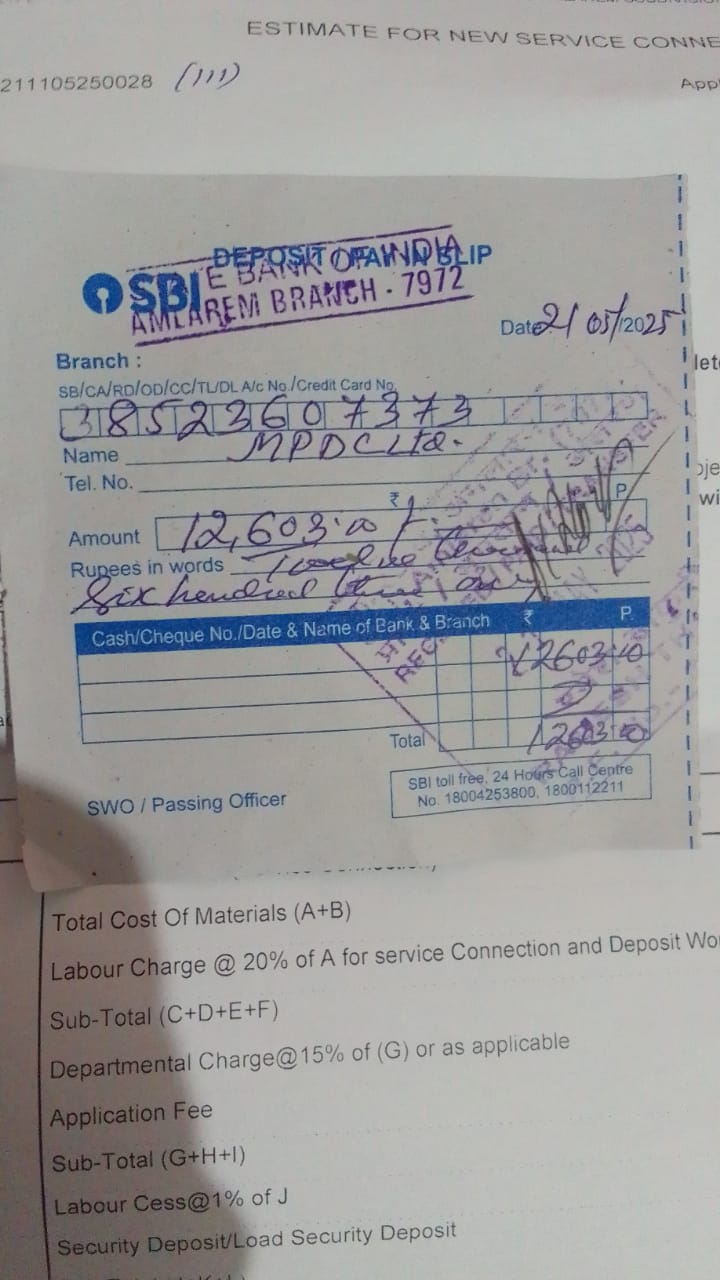 ESTIMATE FOR NEW SERVICE CONNE
211105250028 (111)
App
DEPOSIT PAY-IN SLIP
SBI
E BANK OF INDIA
AMLAREM BRANCH - 7972
Date 21/05/2025
Branch :
SB/CA/RD/OD/CC/TL/DL A/c No./Credit Card No.
38523607373
Name MPDC Ltd.
Tel. No.
₹ P.
Amount 12,603.00
Rupees in words Twelve thousand
Six hundred three only
Cash/Cheque No./Date & Name of Bank & Branch ₹ P.
12603.00
Total 12603.00
SWO / Passing Officer
SBI toll free, 24 Hours Call Centre
No. 18004253800, 1800112211
Total Cost Of Materials (A+B)
Labour Charge @ 20% of A for service Connection and Deposit Wo
Sub-Total (C+D+E+F)
Departmental Charge@15% of (G) or as applicable
Application Fee
Sub-Total (G+H+I)
Labour Cess@1% of J
Security Deposit/Load Security Deposit